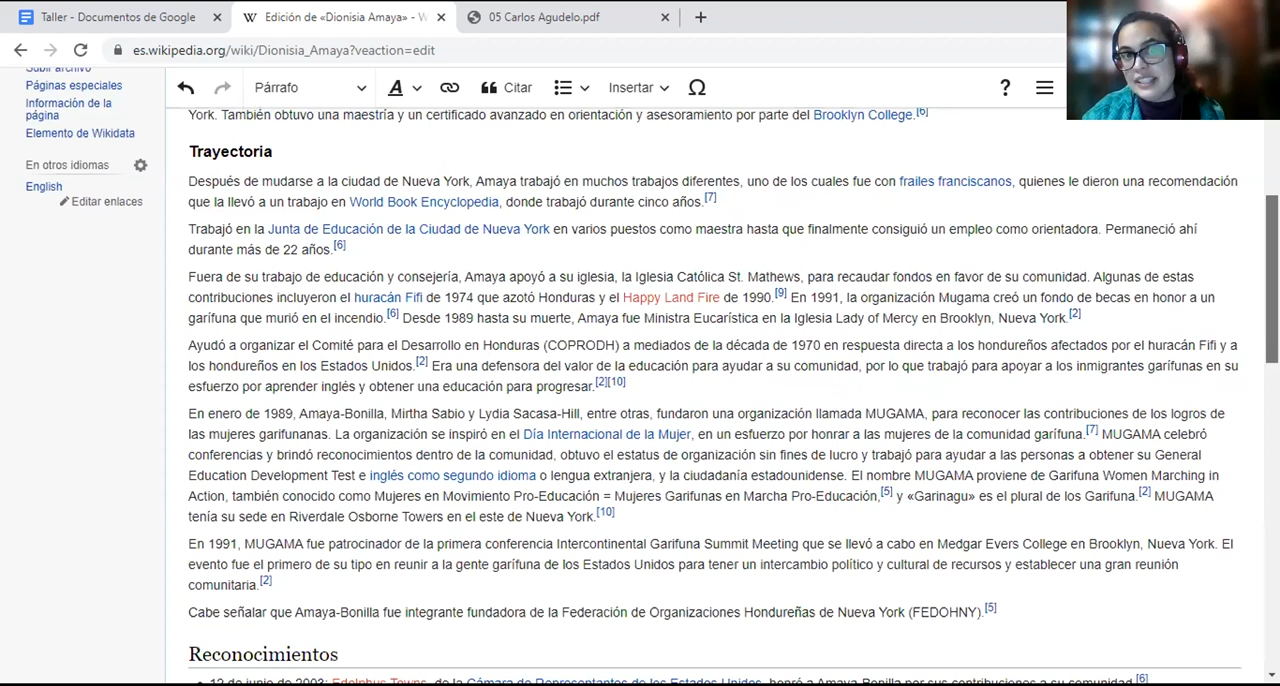 Taller - Documentos de Google
Edición de «Dionisia Amaya» - W
05 Carlos Agudelo.pdf
es.wikipedia.org/wiki/Dionisia_Amaya?veaction=edit
Subir archivo
Páginas especiales
Información de la
página
Elemento de Wikidata
En otros idiomas
English
Editar enlaces
Párrafo
A
Citar
Insertar
Ω
?
York. También obtuvo una maestría y un certificado avanzado en orientación y asesoramiento por parte del Brooklyn College.[6]
Trayectoria
Después de mudarse a la ciudad de Nueva York, Amaya trabajó en muchos trabajos diferentes, uno de los cuales fue con frailes franciscanos, quienes le dieron una recomendación
que la llevó a un trabajo en World Book Encyclopedia, donde trabajó durante cinco años.[7]
Trabajó en la Junta de Educación de la Ciudad de Nueva York en varios puestos como maestra hasta que finalmente consiguió un empleo como orientadora. Permaneció ahí
durante más de 22 años.[6]
Fuera de su trabajo de educación y consejería, Amaya apoyó a su iglesia, la Iglesia Católica St. Mathews, para recaudar fondos en favor de su comunidad. Algunas de estas
contribuciones incluyeron el huracán Fifi de 1974 que azotó Honduras y el Happy Land Fire de 1990.[9] En 1991, la organización Mugama creó un fondo de becas en honor a un
garífuna que murió en el incendio.[6] Desde 1989 hasta su muerte, Amaya fue Ministra Eucarística en la Iglesia Lady of Mercy en Brooklyn, Nueva York.[2]
Ayudó a organizar el Comité para el Desarrollo en Honduras (COPRODH) a mediados de la década de 1970 en respuesta directa a los hondureños afectados por el huracán Fifi y a
los hondureños en los Estados Unidos.[2] Era una defensora del valor de la educación para ayudar a su comunidad, por lo que trabajó para apoyar a los inmigrantes garífunas en su
esfuerzo por aprender inglés y obtener una educación para progresar.[2][10]
En enero de 1989, Amaya-Bonilla, Mirtha Sabio y Lydia Sacasa-Hill, entre otras, fundaron una organización llamada MUGAMA, para reconocer las contribuciones de los logros de
las mujeres garifunanas. La organización se inspiró en el Día Internacional de la Mujer, en un esfuerzo por honrar a las mujeres de la comunidad garífuna.[7] MUGAMA celebró
conferencias y brindó reconocimientos dentro de la comunidad, obtuvo el estatus de organización sin fines de lucro y trabajó para ayudar a las personas a obtener su General
Education Development Test e inglés como segundo idioma o lengua extranjera, y la ciudadanía estadounidense. El nombre MUGAMA proviene de Garifuna Women Marching in
Action, también conocido como Mujeres en Movimiento Pro-Educación = Mujeres Garifunas en Marcha Pro-Educación,[5] y «Garinagu» es el plural de los Garifuna.[2] MUGAMA
tenía su sede en Riverdale Osborne Towers en el este de Nueva York.[10]
En 1991, MUGAMA fue patrocinador de la primera conferencia Intercontinental Garifuna Summit Meeting que se llevó a cabo en Medgar Evers College en Brooklyn, Nueva York. El
evento fue el primero de su tipo en reunir a la gente garífuna de los Estados Unidos para tener un intercambio político y cultural de recursos y establecer una gran reunión
comunitaria.[2]
Cabe señalar que Amaya-Bonilla fue integrante fundadora de la Federación de Organizaciones Hondureñas de Nueva York (FEDOHNY).[5]
Reconocimientos
12 de junio de 2003: Edolphus Towns, de la Cámara de Representantes de los Estados Unidos, honró a Amaya-Bonilla por sus contribuciones a su comunidad.[6]